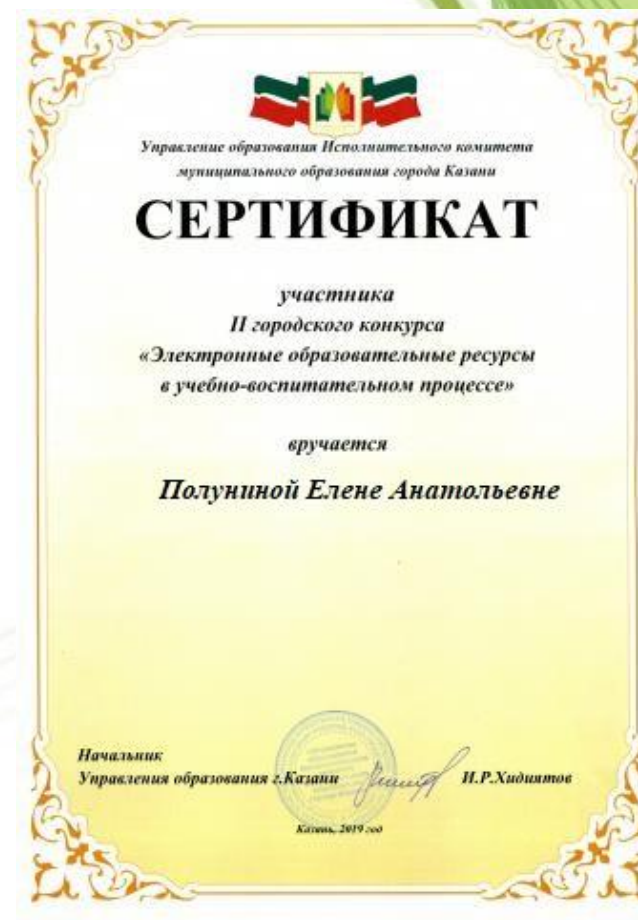 Управление образования Исполнительного комитета
муниципального образования города Казани
СЕРТИФИКАТ
участника
II городского конкурса
«Электронные образовательные ресурсы
в учебно-воспитательном процессе»
вручается
Полуниной Елене Анатольевне
Начальник
Управления образования г.Казани И.Р.Хидиятов
Казань, 2019 год